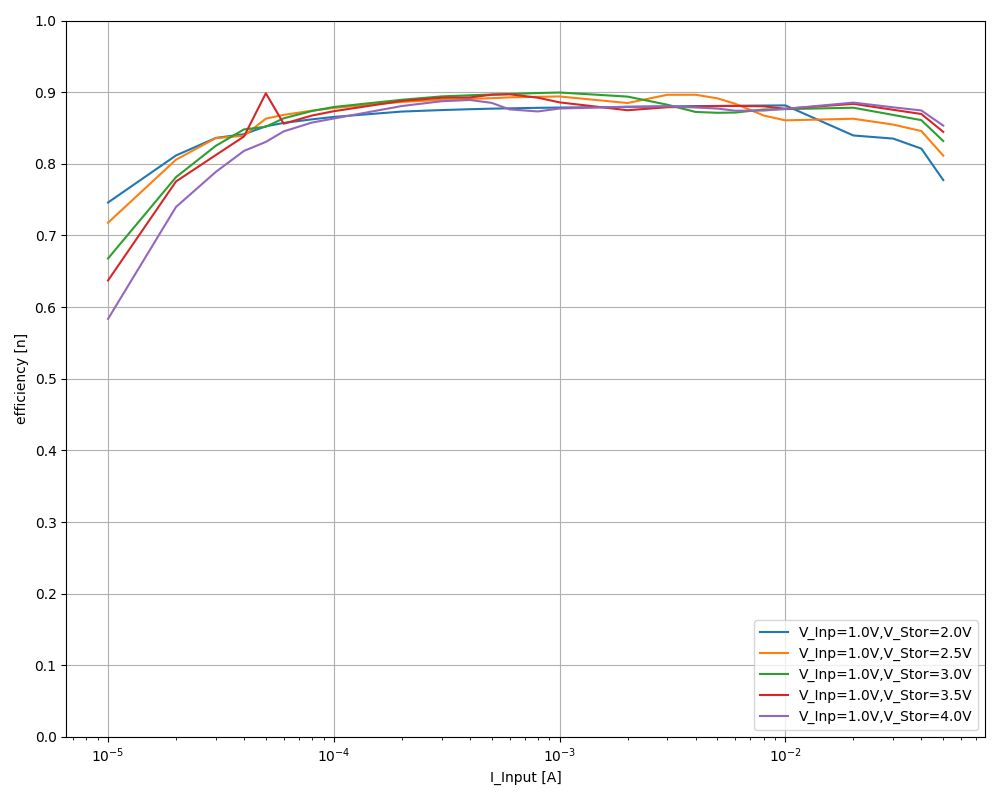 1.0
0.9
0.8
0.7
0.6
0.5
0.4
0.3
0.2
0.1
0.0
efficiency [n]
10⁻⁵ 10⁻⁴ 10⁻³ 10⁻²
I_Input [A]
V_Inp=1.0V,V_Stor=2.0V
V_Inp=1.0V,V_Stor=2.5V
V_Inp=1.0V,V_Stor=3.0V
V_Inp=1.0V,V_Stor=3.5V
V_Inp=1.0V,V_Stor=4.0V